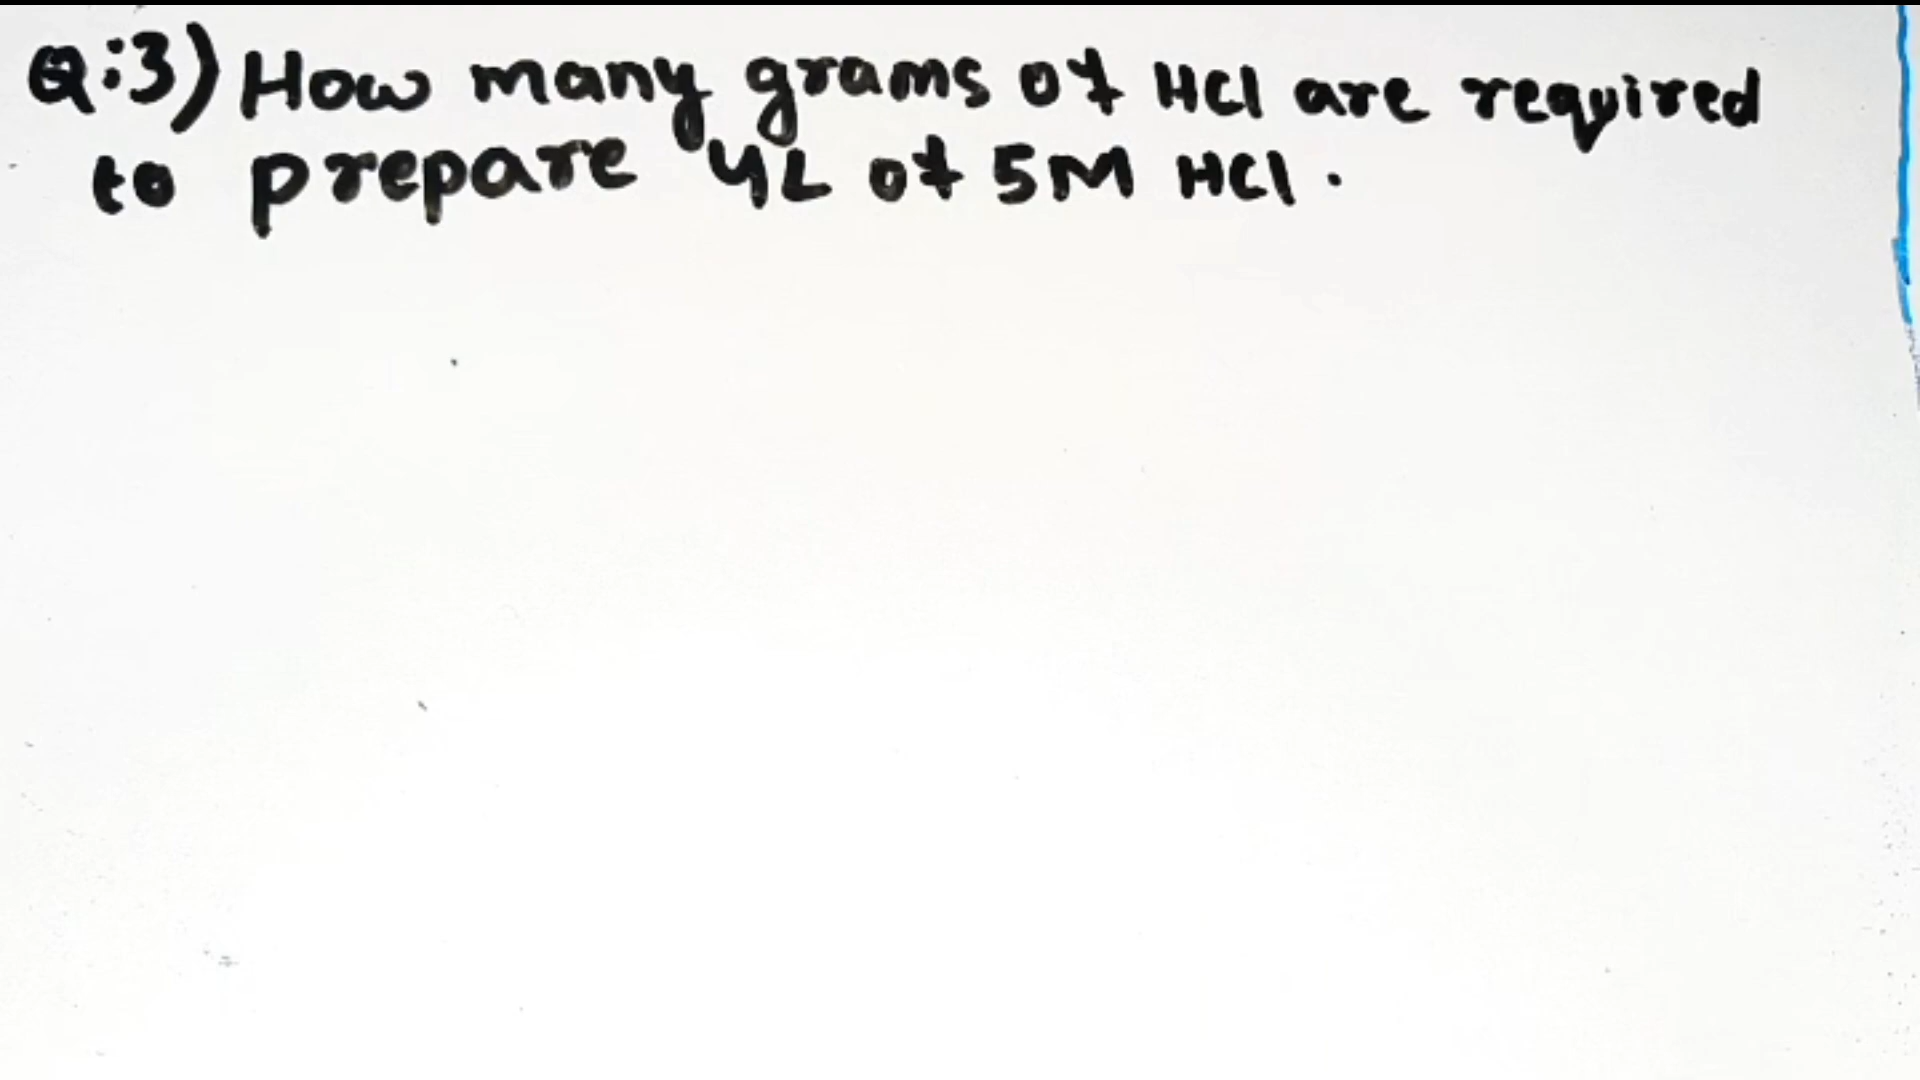 Q:3) How many grams of HCl are required
to prepare 4L of 5M HCl.